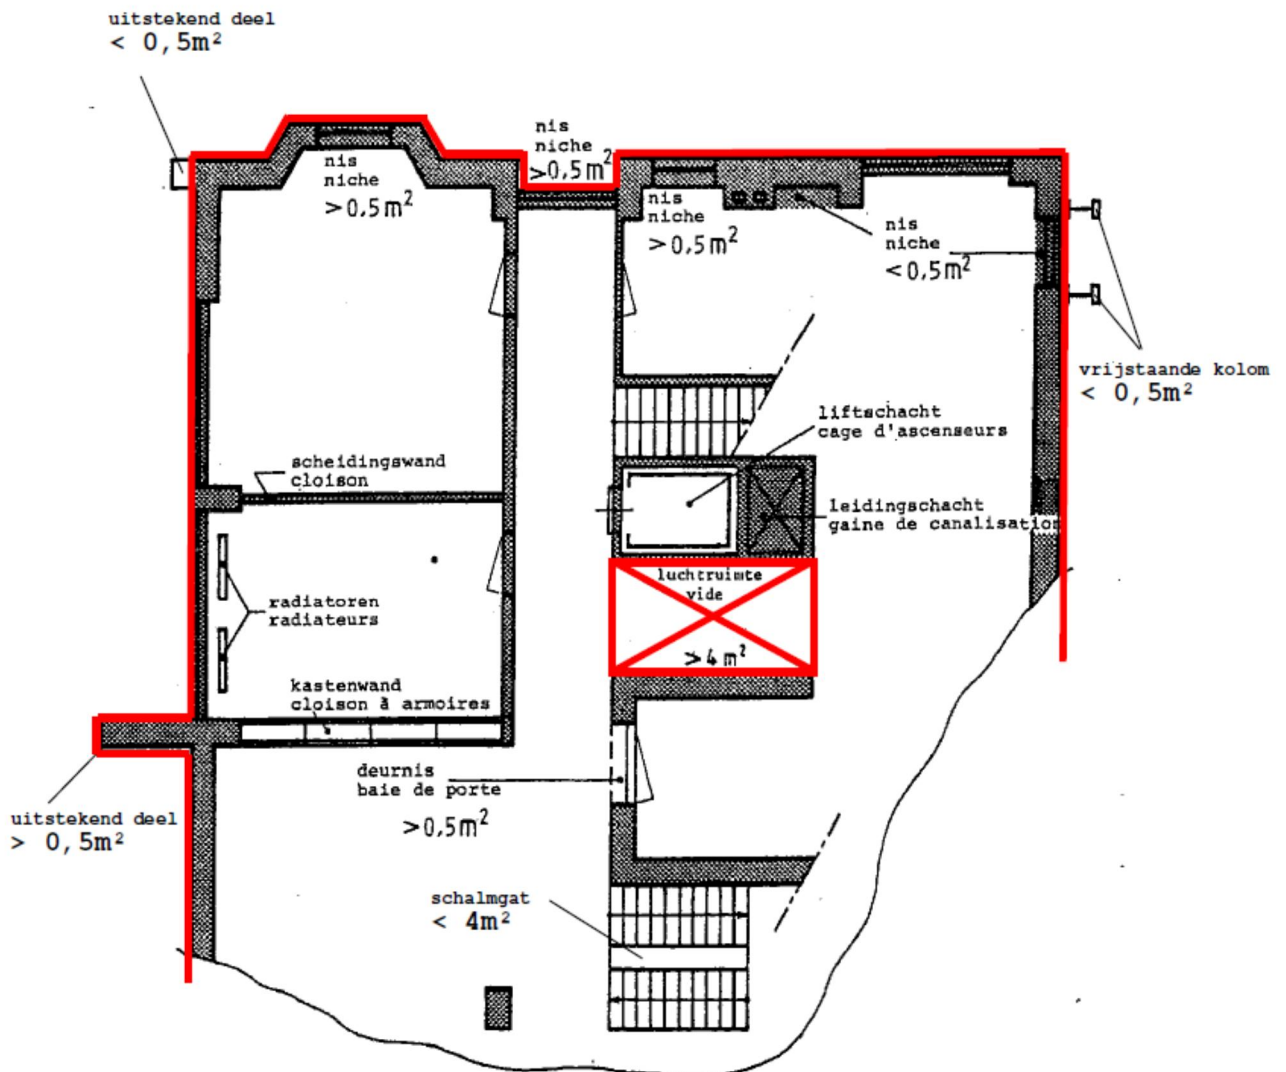 uitstekend deel
< 0,5m²
nis
niche
>0,5m²
nis
niche
>0,5m²
nis
niche
>0,5m²
nis
niche
<0,5m²
vrijstaande kolom
< 0,5m²
liftschacht
cage d'ascenseurs
scheidingswand
cloison
leidingschacht
gaine de canalisation
luchtruimte
vide
>4m²
radiatoren
radiateurs
kastenwand
cloison à armoires
deurnis
baie de porte
>0,5m²
uitstekend deel
> 0,5m²
schalmgat
< 4m²